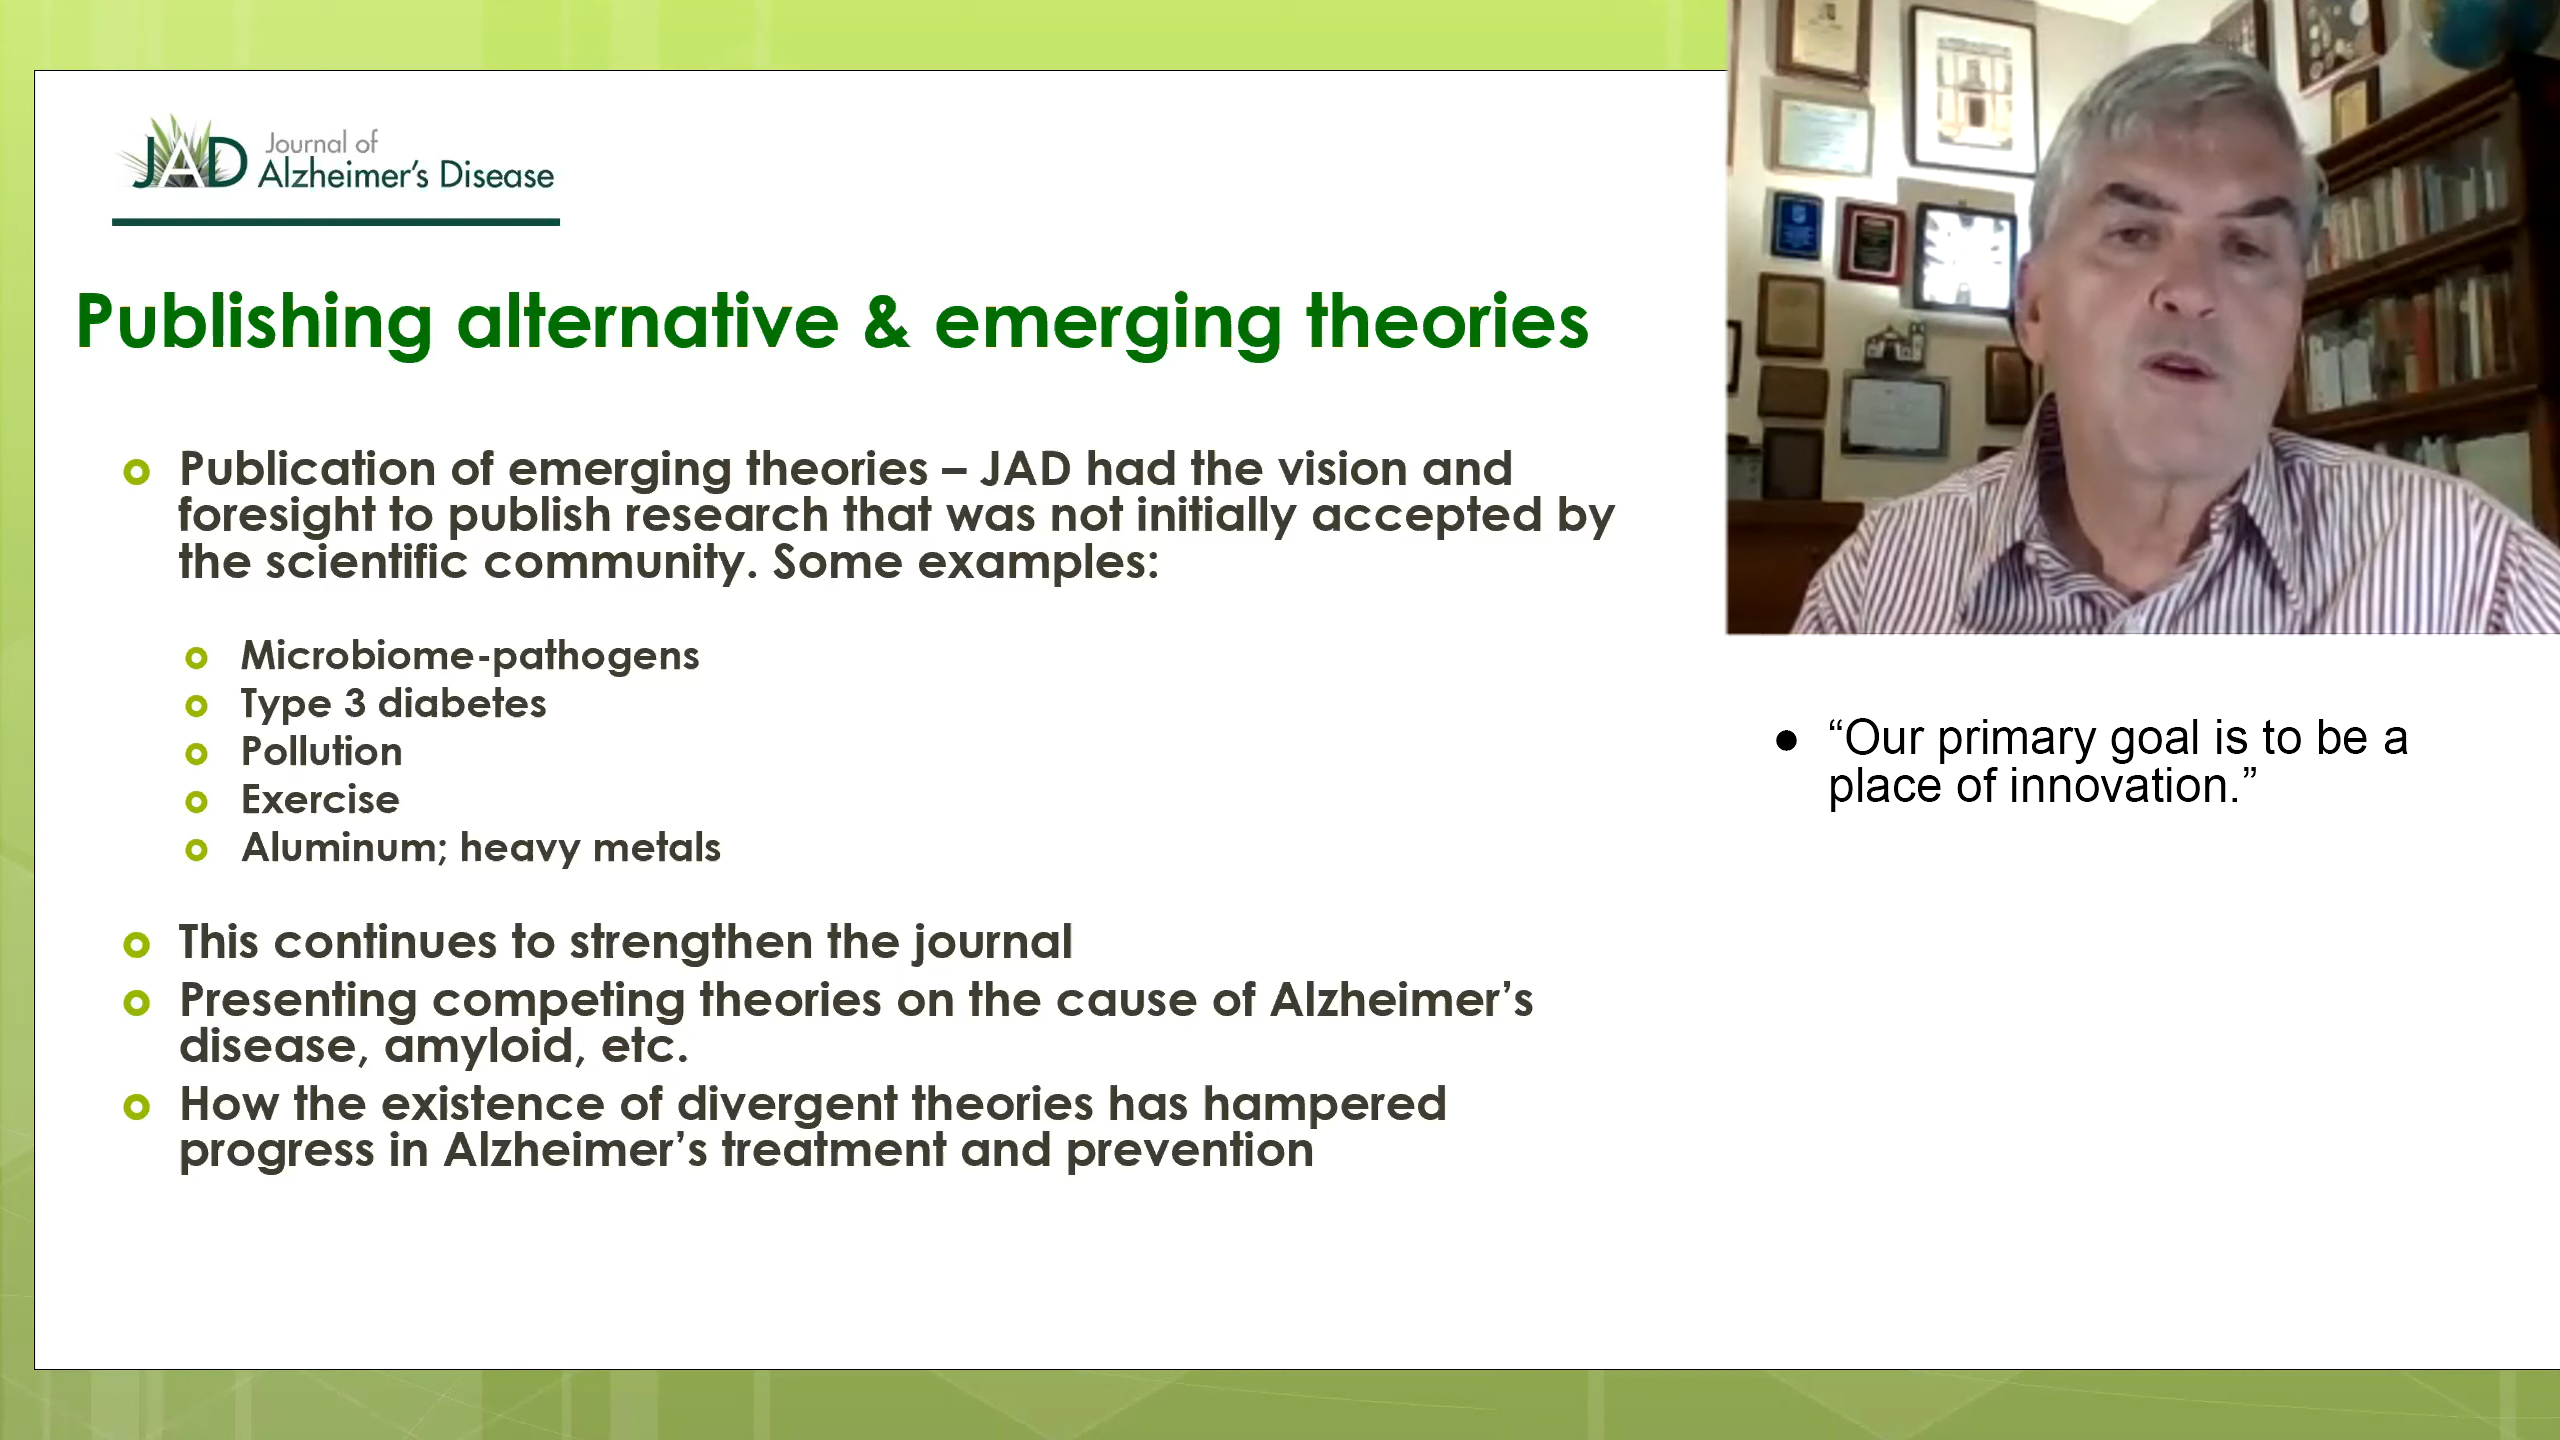 JAD Journal of
Alzheimer's Disease
Publishing alternative & emerging theories
Publication of emerging theories – JAD had the vision and
foresight to publish research that was not initially accepted by
the scientific community. Some examples:
Microbiome-pathogens
Type 3 diabetes
Pollution
Exercise
Aluminum; heavy metals
This continues to strengthen the journal
Presenting competing theories on the cause of Alzheimer’s
disease, amyloid, etc.
How the existence of divergent theories has hampered
progress in Alzheimer’s treatment and prevention
● “Our primary goal is to be a
place of innovation.”